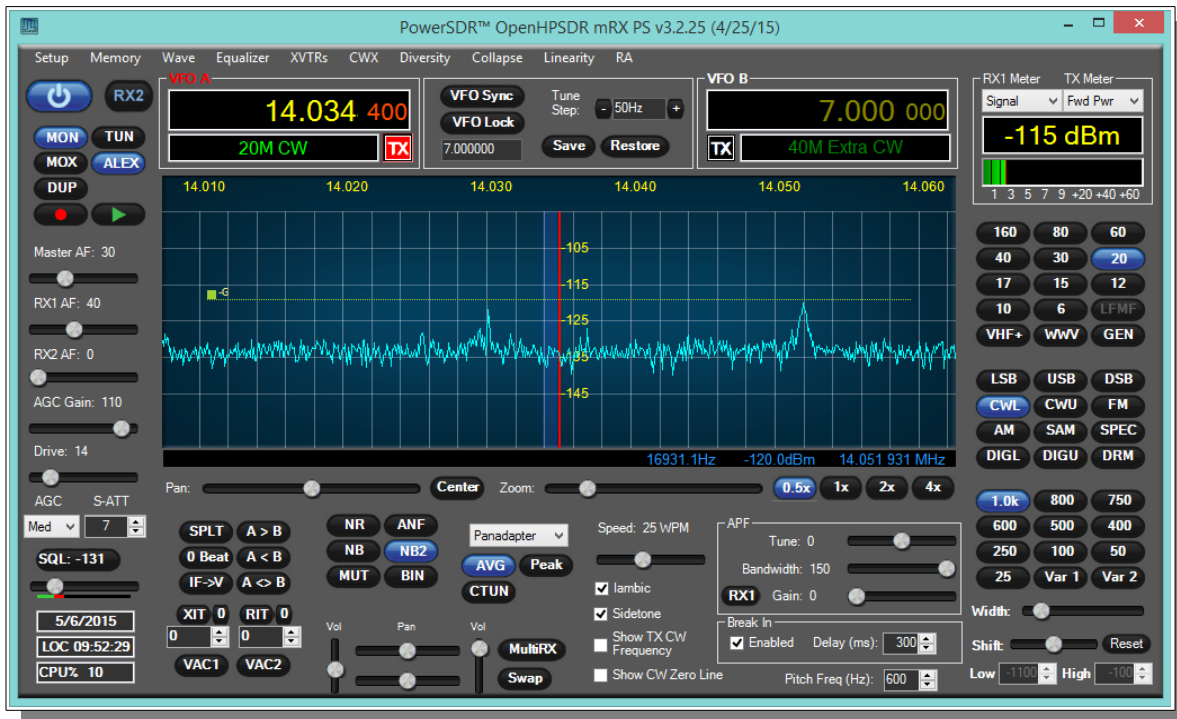 PowerSDR™ OpenHPSDR mRX PS v3.2.25 (4/25/15)
Setup Memory Wave Equalizer XVTRs CWX Diversity Collapse Linearity RA
RX2
MON TUN
MOX ALEX
DUP
Master AF: 30
RX1 AF: 40
RX2 AF: 0
AGC Gain: 110
Drive: 14
AGC S-ATT
Med 7
SQL: -131
5/6/2015
LOC 09:52:29
CPU% 10
VFO A
14.034 400
20M CW TX
VFO Sync
VFO Lock
7.000000
Tune
Step:
- 50Hz +
Save Restore
VFO B
7.000 000
TX 40M Extra CW
RX1 Meter TX Meter
Signal Fwd Pwr
-115 dBm
1 3 5 7 9 +20 +40 +60
14.010 14.020 14.030 14.040 14.050 14.060
-105
-G
-115
-125
-135
-145
16931.1Hz -120.0dBm 14.051 931 MHz
Pan: Center Zoom: 0.5x 1x 2x 4x
SPLT A > B
0 Beat A < B
IF->V A <> B
XIT 0 RIT 0
0 0
VAC1 VAC2
NR ANF
NB NB2
MUT BIN
Panadapter
AVG Peak
CTUN
Vol Pan Vol
MultiRX
Swap
Speed: 25 WPM
Iambic
Sidetone
Show TX CW
Frequency
Show CW Zero Line
APF
Tune: 0
Bandwidth: 150
RX1 Gain: 0
Break In
Enabled Delay (ms): 300
Pitch Freq (Hz): 600
160 80 60
40 30 20
17 15 12
10 6 LFMF
VHF+ WWV GEN
LSB USB DSB
CWL CWU FM
AM SAM SPEC
DIGL DIGU DRM
1.0k 800 750
600 500 400
250 100 50
25 Var 1 Var 2
Width:
Shift: Reset
Low -1100 High -100